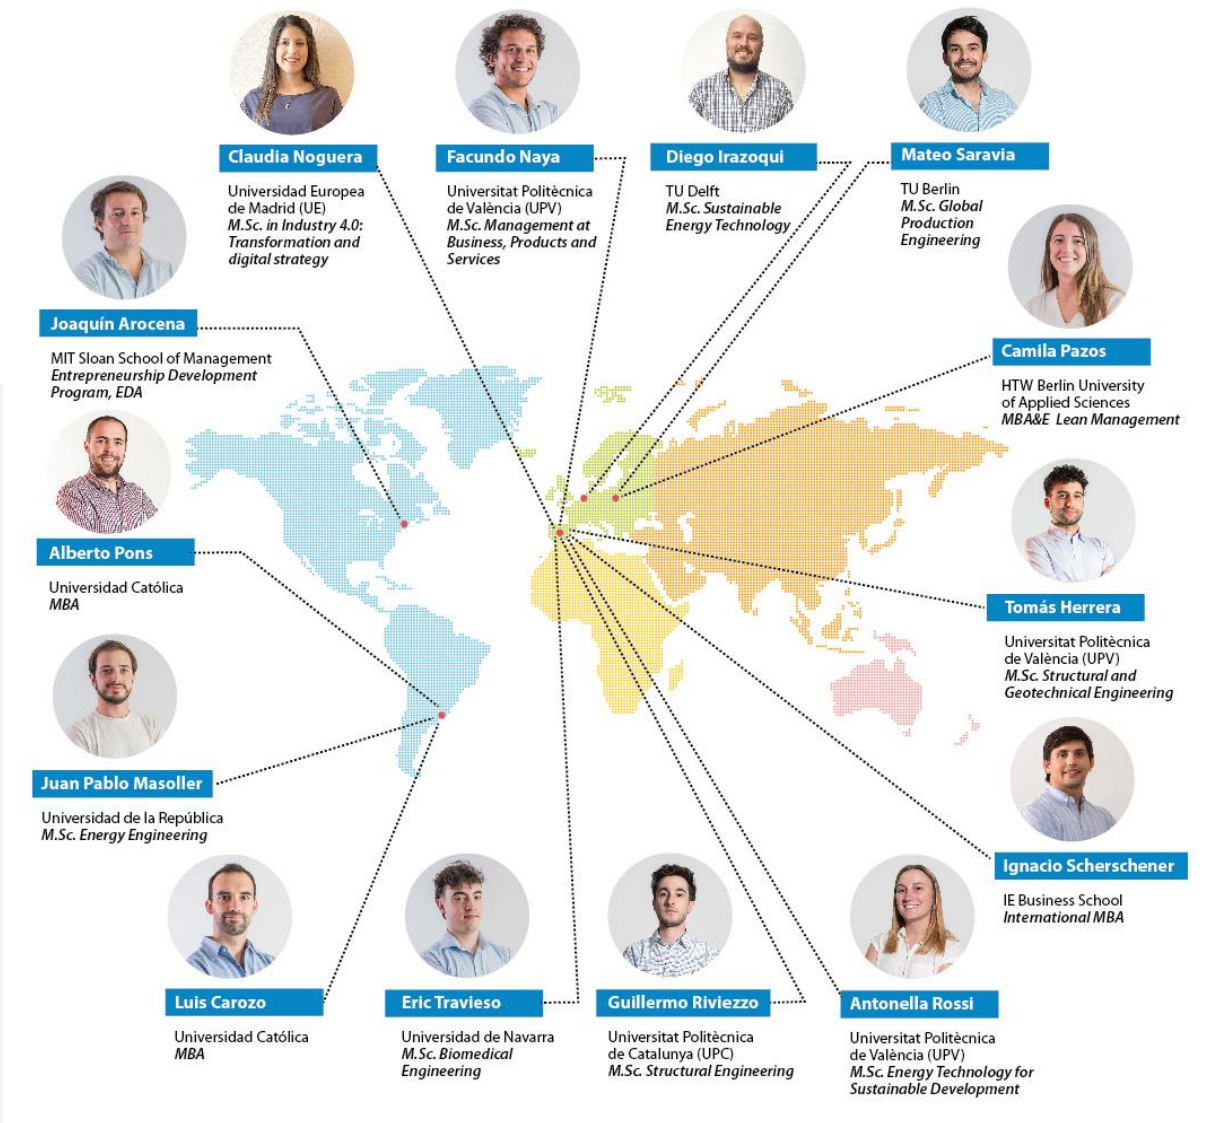 Claudia Noguera
Universidad Europea
de Madrid (UE)
M.Sc. in Industry 4.0:
Transformation and
digital strategy
Facundo Naya
Universitat Politècnica
de València (UPV)
M.Sc. Management at
Business, Products and
Services
Diego Irazoqui
TU Delft
M.Sc. Sustainable
Energy Technology
Mateo Saravia
TU Berlin
M.Sc. Global
Production
Engineering
Joaquín Arocena
MIT Sloan School of Management
Entrepreneurship Development
Program, EDA
Camila Pazos
HTW Berlin University
of Applied Sciences
MBA&E Lean Management
Alberto Pons
Universidad Católica
MBA
Tomás Herrera
Universitat Politècnica
de València (UPV)
M.Sc. Structural and
Geotechnical Engineering
Juan Pablo Masoller
Universidad de la República
M.Sc. Energy Engineering
Ignacio Scherschener
IE Business School
International MBA
Luis Carozo
Universidad Católica
MBA
Eric Travieso
Universidad de Navarra
M.Sc. Biomedical
Engineering
Guillermo Riviezzo
Universitat Politècnica
de Catalunya (UPC)
M.Sc. Structural Engineering
Antonella Rossi
Universitat Politècnica
de València (UPV)
M.Sc. Energy Technology for
Sustainable Development